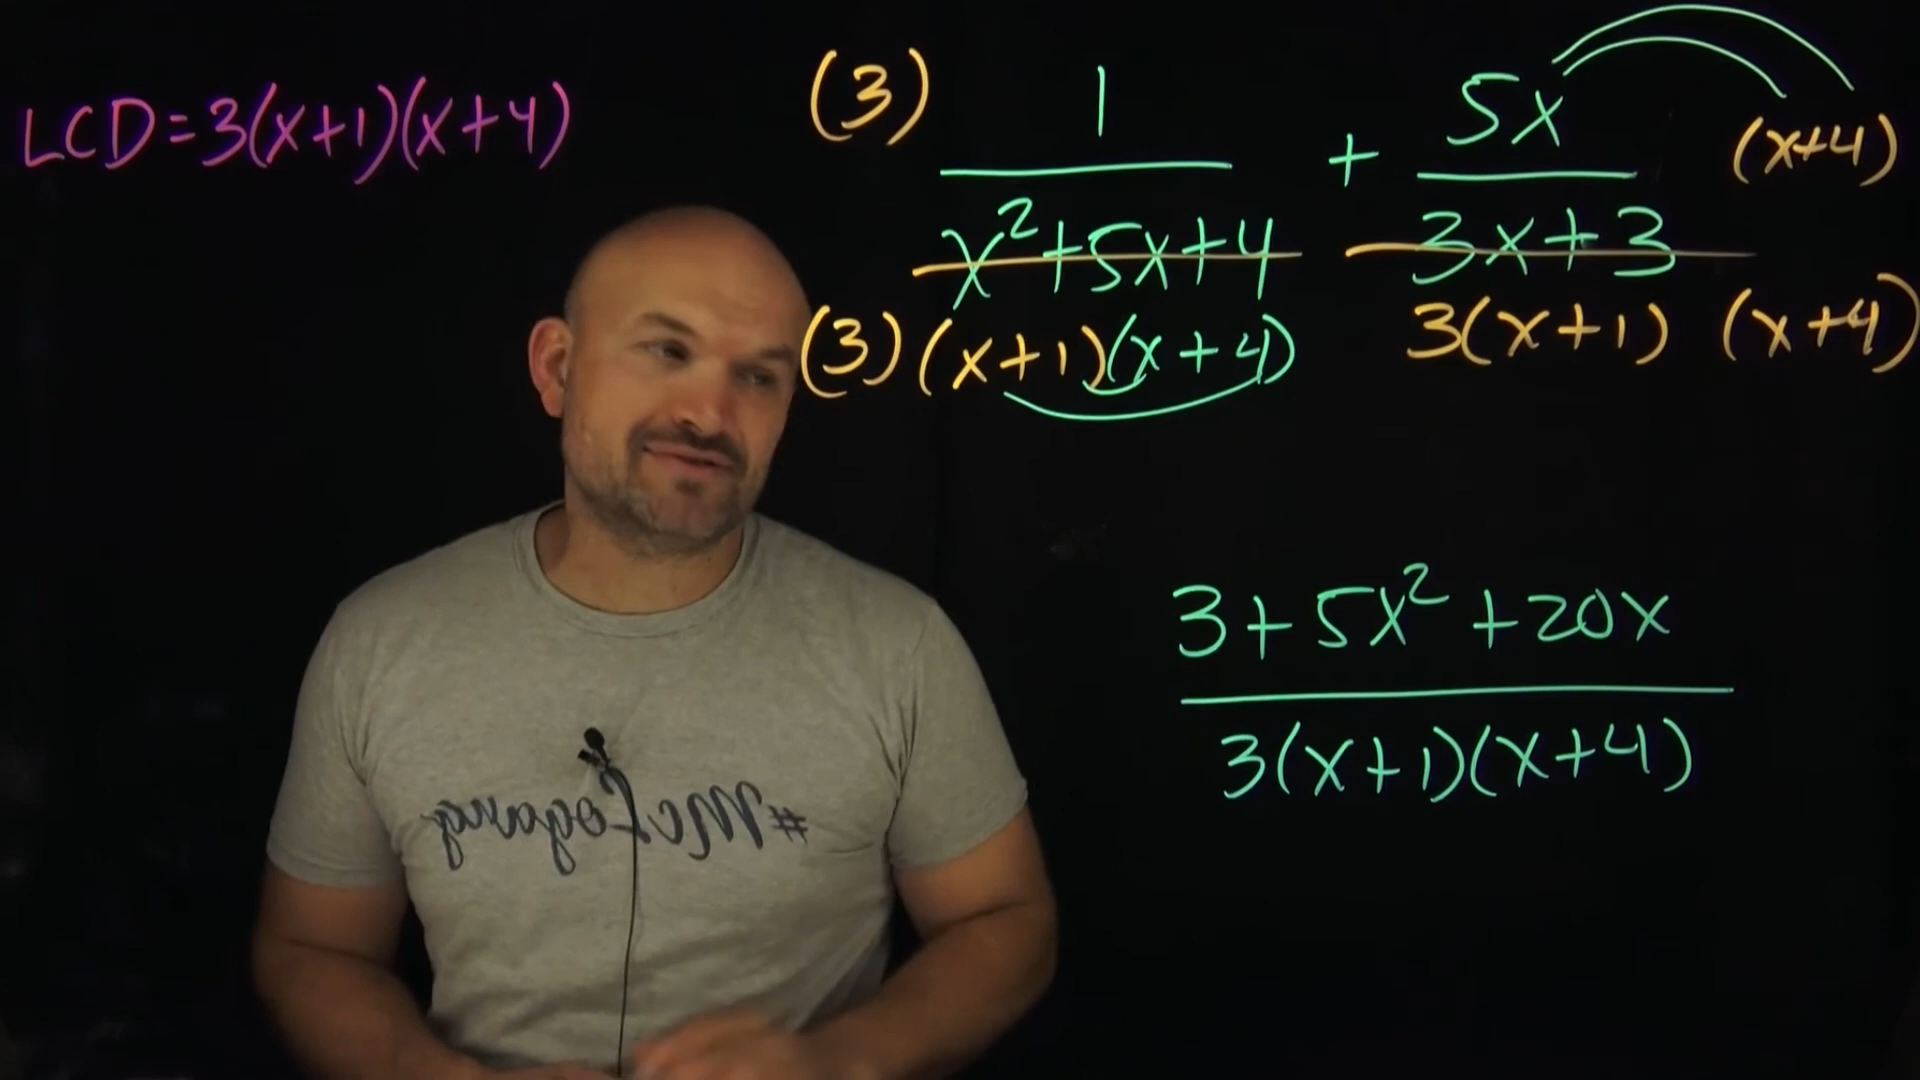 LCD=3(x+1)(x+4)
(3) 1 + 5x (x+4)
x²+5x+4 3x+3
(3)(x+1)(x+4) 3(x+1) (x+4)
3+5x²+20x
3(x+1)(x+4)
#McLogang